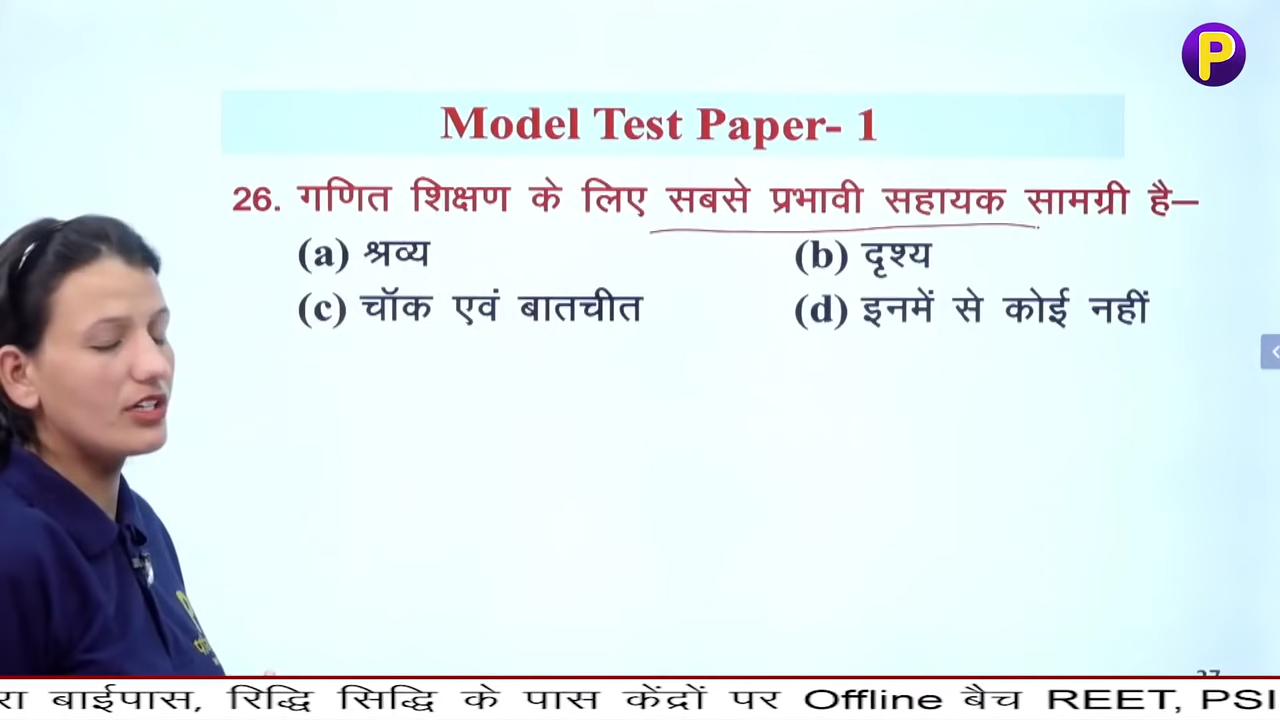 P
Model Test Paper- 1
26. गणित शिक्षण के लिए सबसे प्रभावी सहायक सामग्री है–
(a) श्रव्य (b) दृश्य
(c) चॉक एवं बातचीत (d) इनमें से कोई नहीं
बाईपास, रिद्धि सिद्धि के पास केंद्रों पर Offline बैच REET, PSI